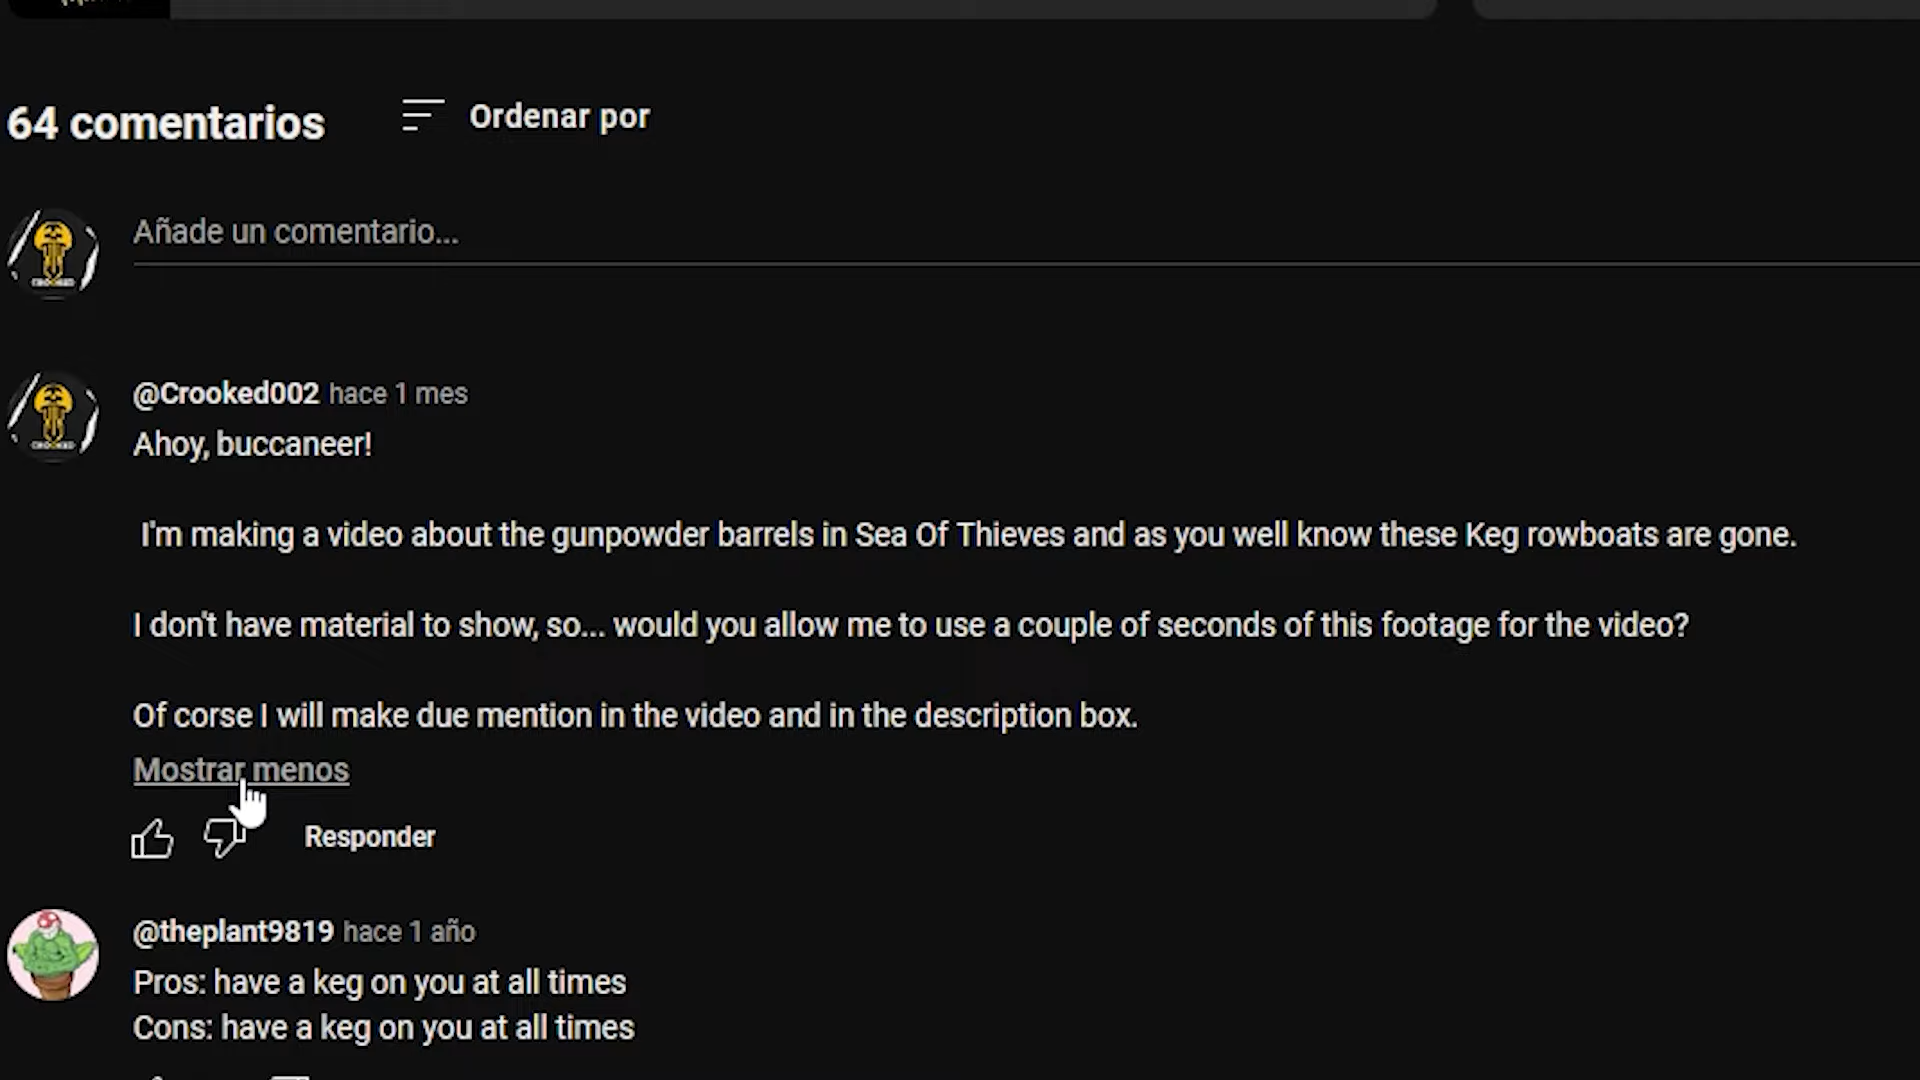 64 comentarios
Ordenar por
Añade un comentario...
@Crooked002 hace 1 mes
Ahoy, buccaneer!
I'm making a video about the gunpowder barrels in Sea Of Thieves and as you well know these Keg rowboats are gone.
I don't have material to show, so... would you allow me to use a couple of seconds of this footage for the video?
Of corse I will make due mention in the video and in the description box.
Mostrar menos
Responder
@theplant9819 hace 1 año
Pros: have a keg on you at all times
Cons: have a keg on you at all times